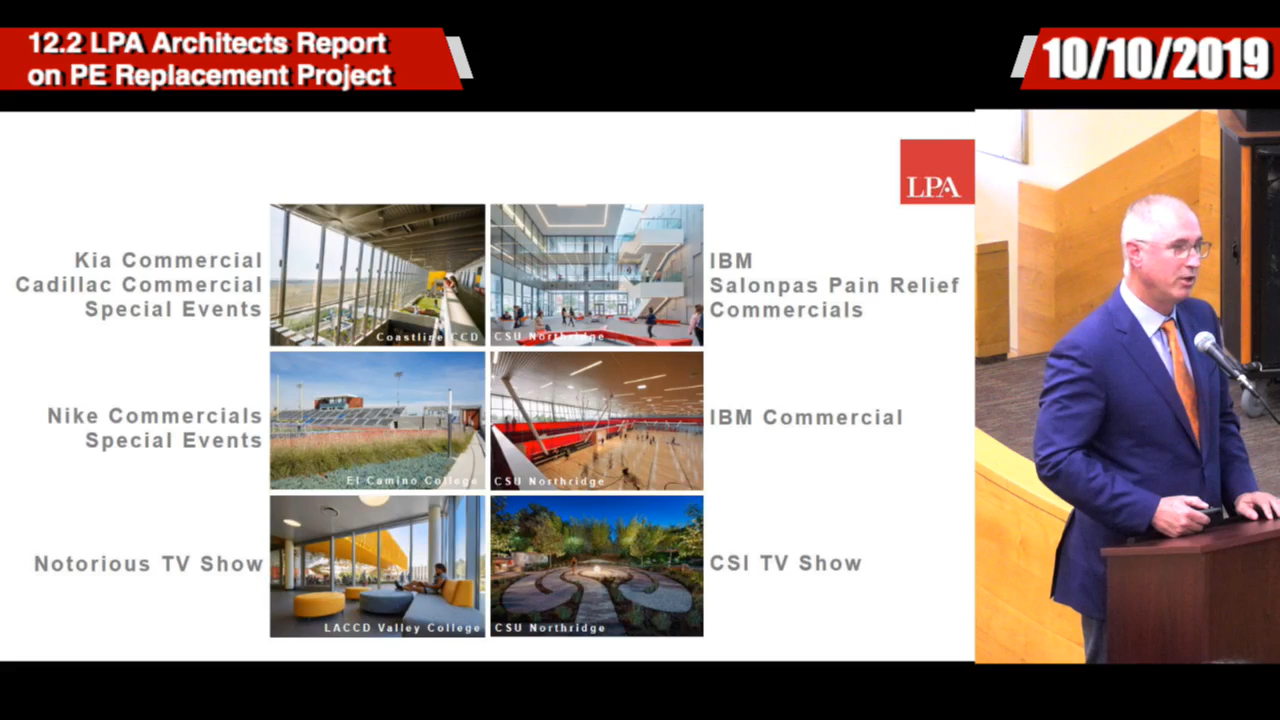 12.2 LPA Architects Report
on PE Replacement Project
10/10/2019
LPA
Kia Commercial
Cadillac Commercial
Special Events
Coastline CCD
CSU Northridge
IBM
Salonpas Pain Relief
Commercials
Nike Commercials
Special Events
El Camino College
CSU Northridge
IBM Commercial
Notorious TV Show
LACCD Valley College
CSU Northridge
CSI TV Show